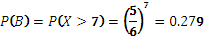 P(B) = P(X > 7) = (5/6)^7 = 0.279